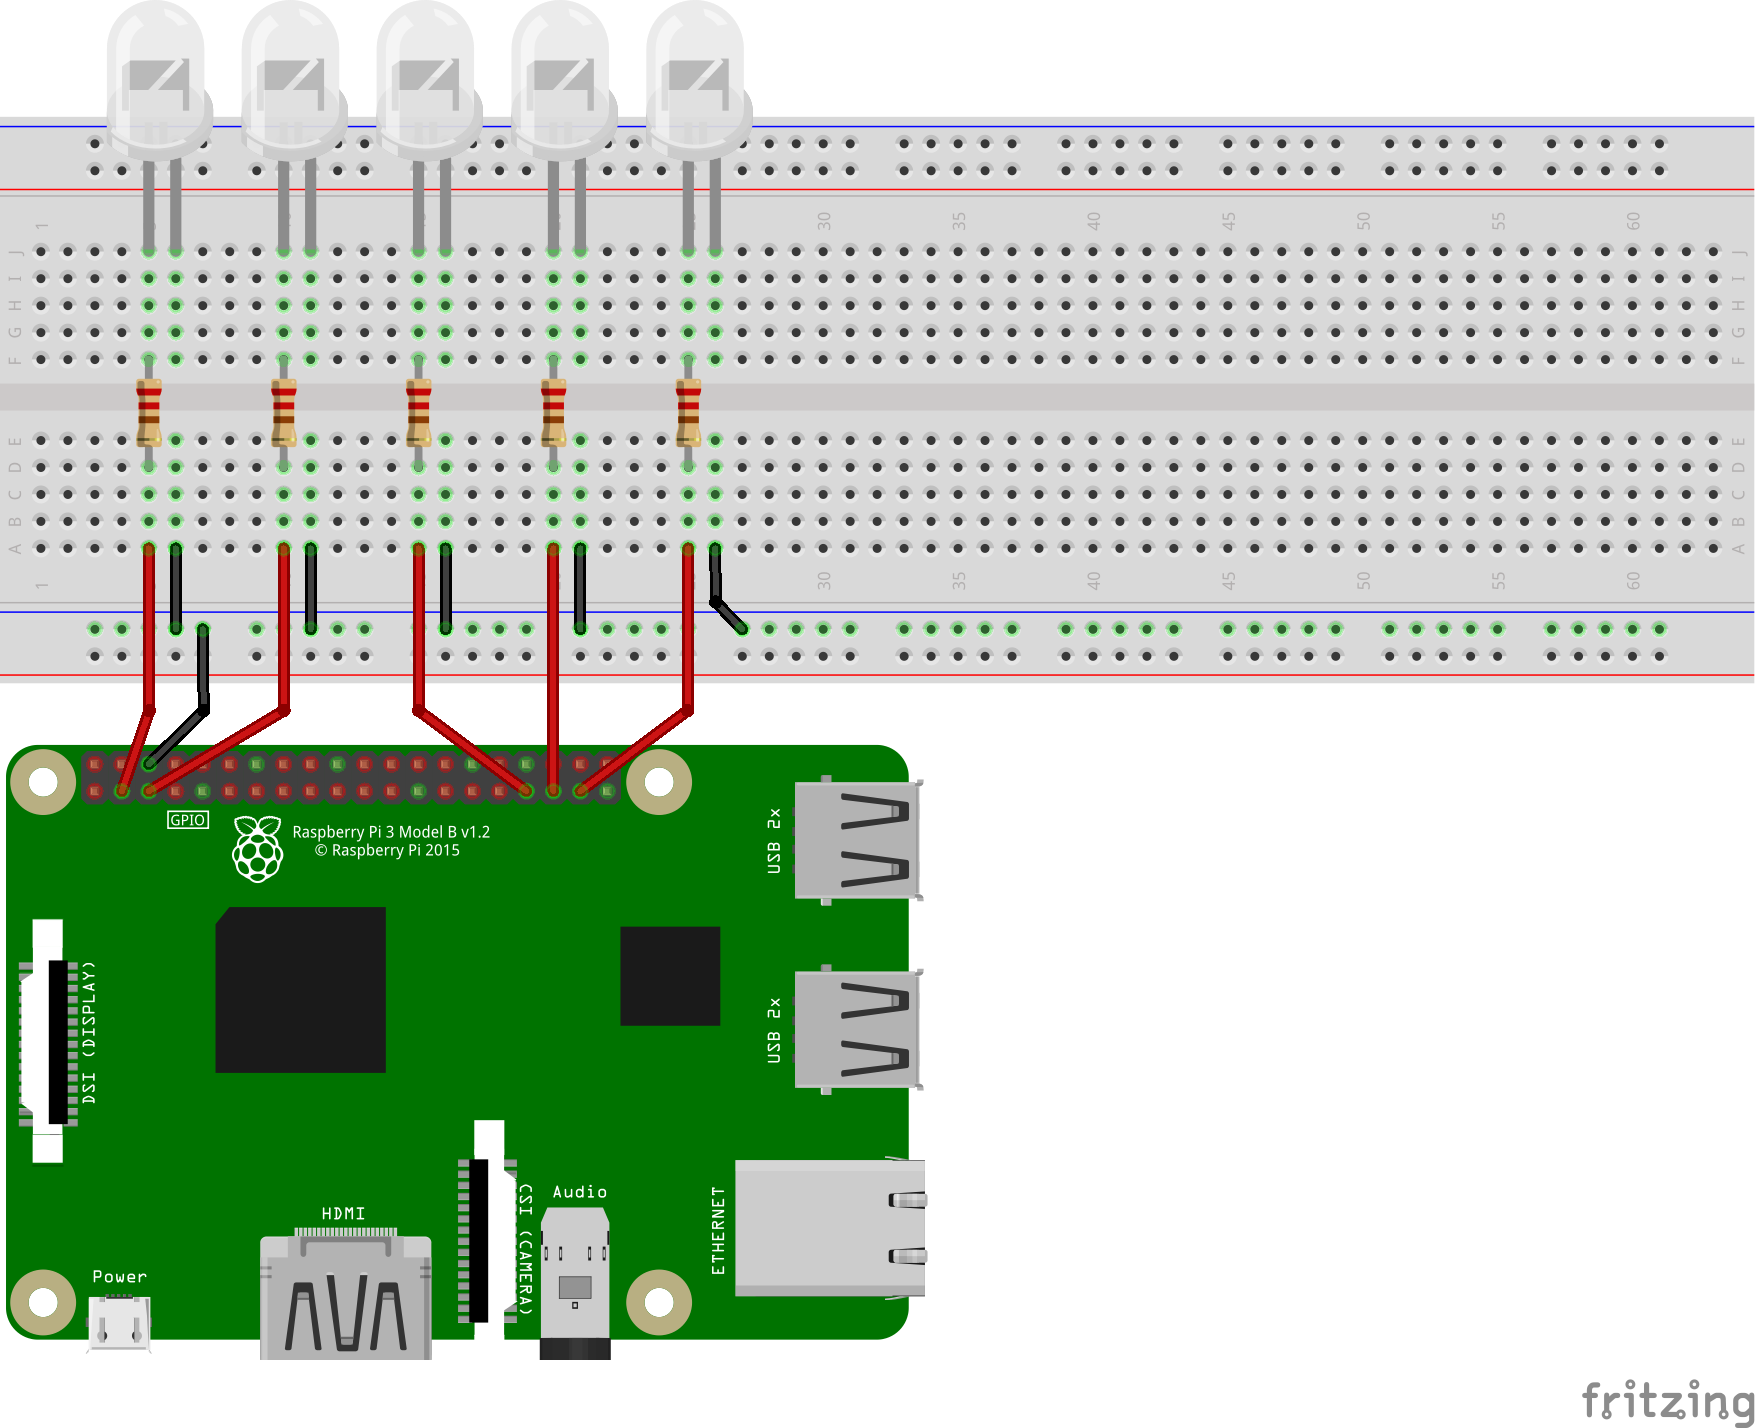 1 30 35 40 45 50 55 60
J J
I I
H H
G G
F F
E E
D D
C C
B B
A A
1 30 35 40 45 50 55 60
GPIO
Raspberry Pi 3 Model B v1.2
© Raspberry Pi 2015
USB 2x
DSI (DISPLAY)
USB 2x
CSI (CAMERA)
Audio
ETHERNET
HDMI
Power
fritzing